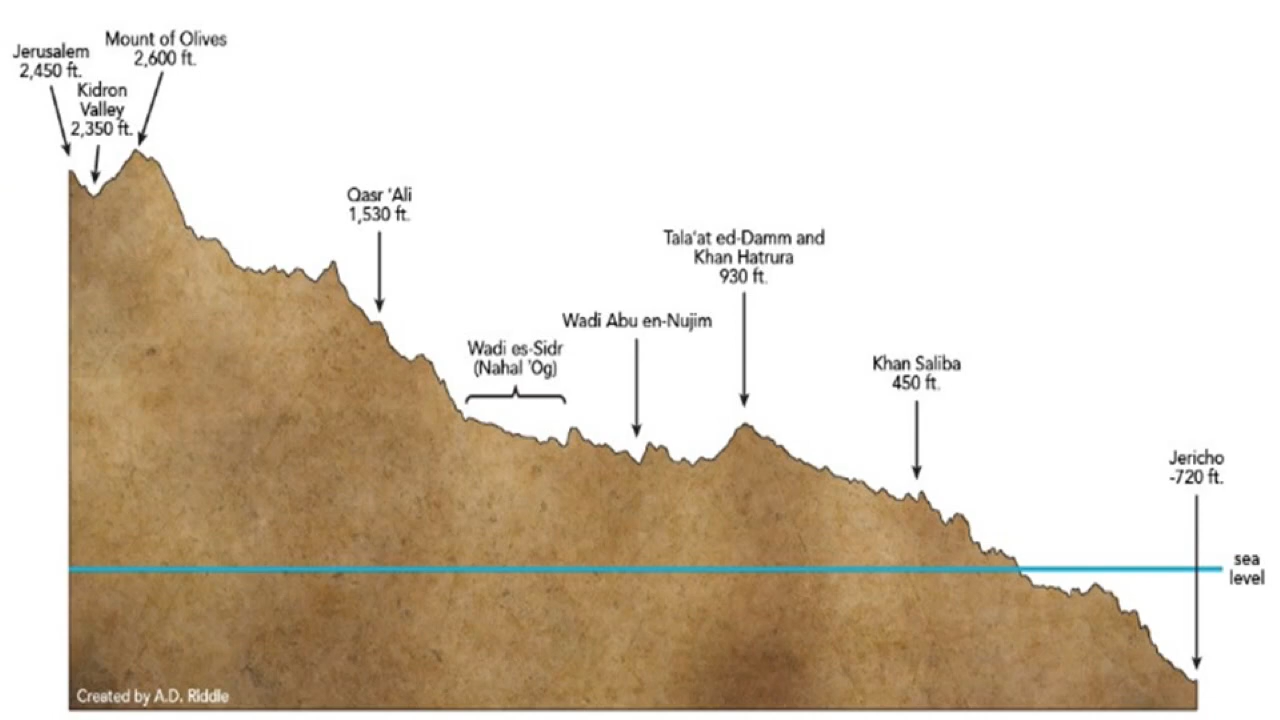 Jerusalem
2,450 ft.
Mount of Olives
2,600 ft.
Kidron
Valley
2,350 ft.
Qasr ‘Ali
1,530 ft.
Wadi es-Sidr
(Nahal ’Og)
Wadi Abu en-Nujim
Tala‘at ed-Damm and
Khan Hatrura
930 ft.
Khan Saliba
450 ft.
Jericho
-720 ft.
sea
level
Created by A.D. Riddle